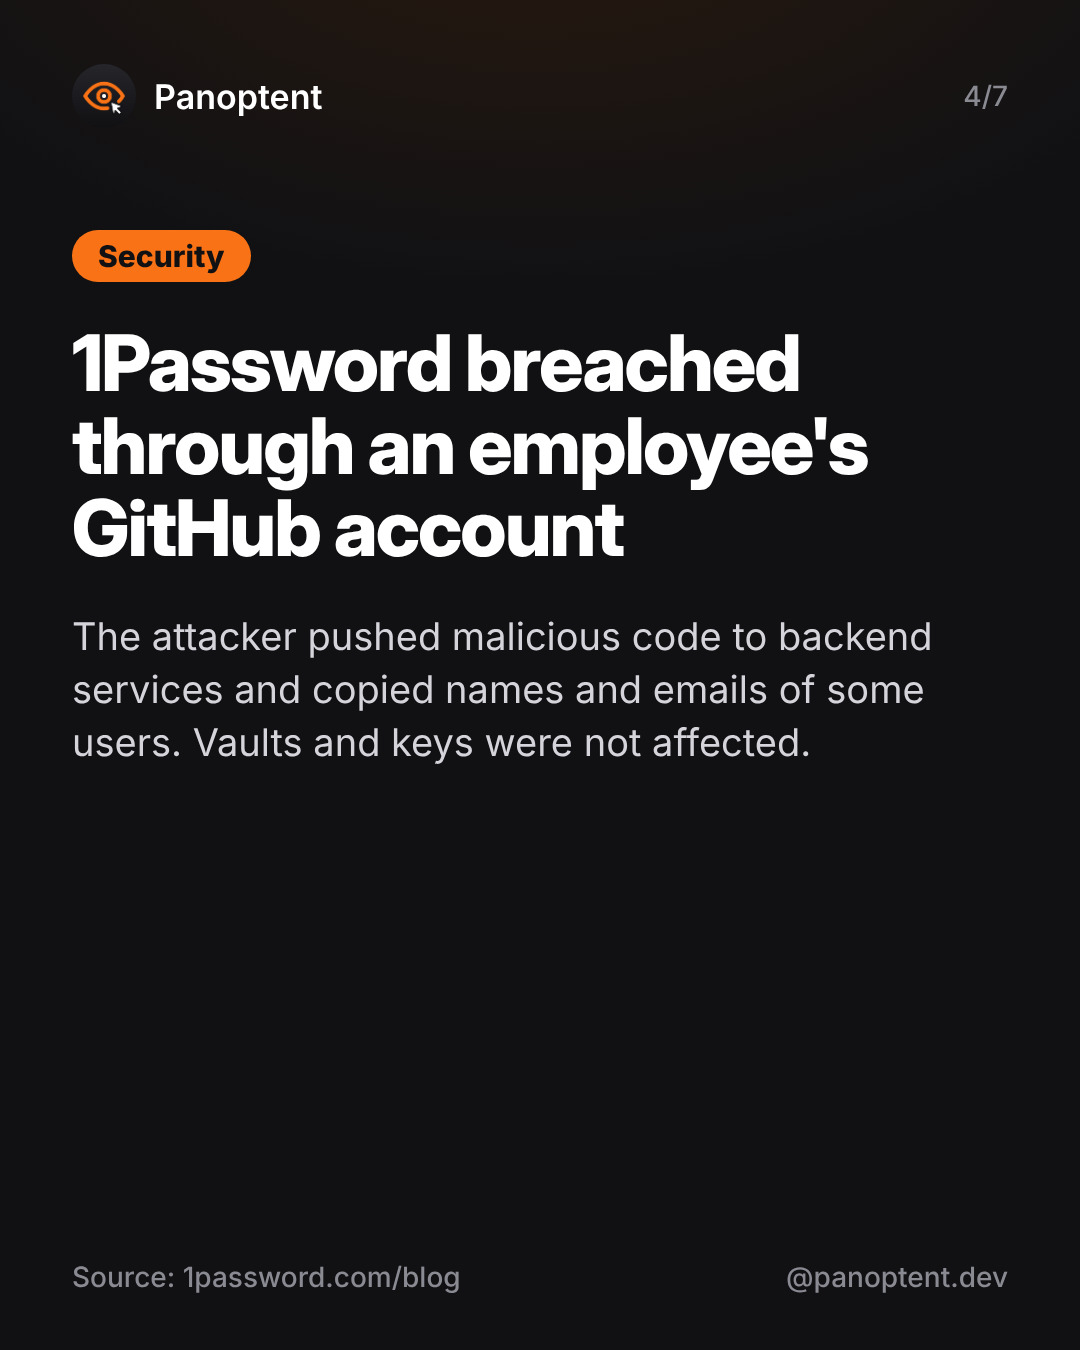 Panoptent
4/7
Security
1Password breached
through an employee's
GitHub account
The attacker pushed malicious code to backend
services and copied names and emails of some
users. Vaults and keys were not affected.
Source: 1password.com/blog
@panoptent.dev